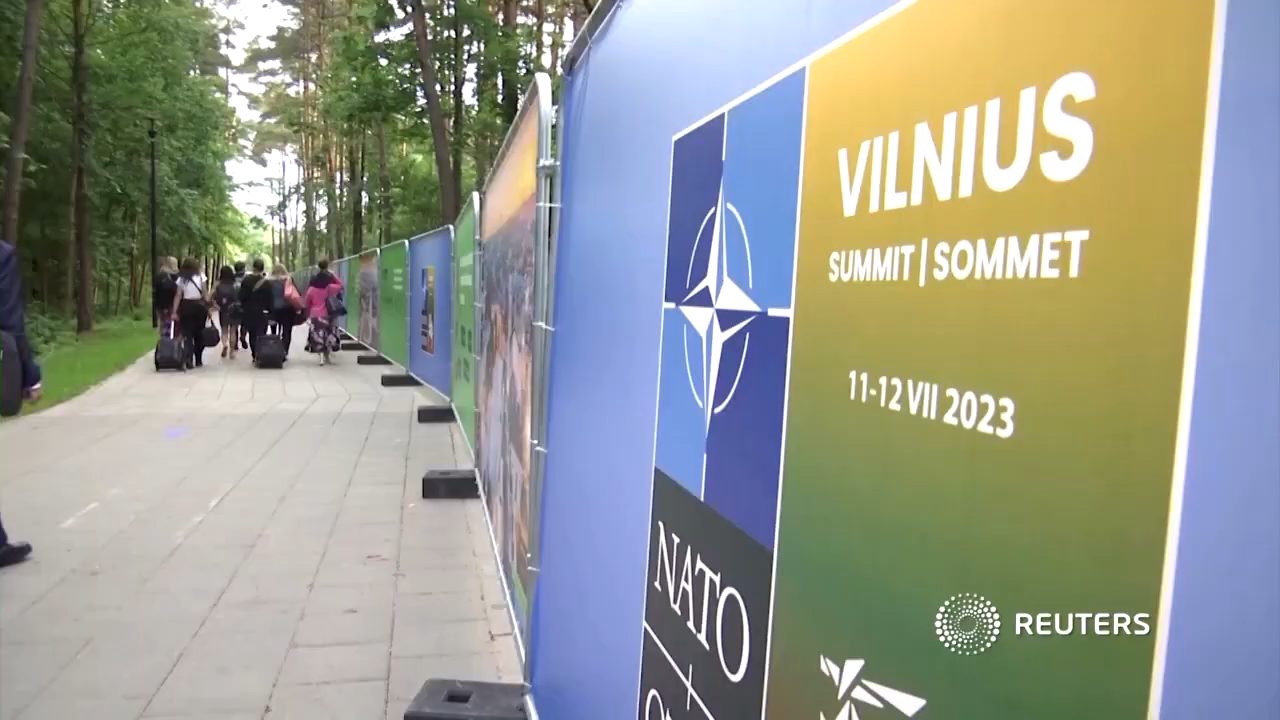 VILNIUS
SUMMIT | SOMMET
11-12 VII 2023
NATO
REUTERS